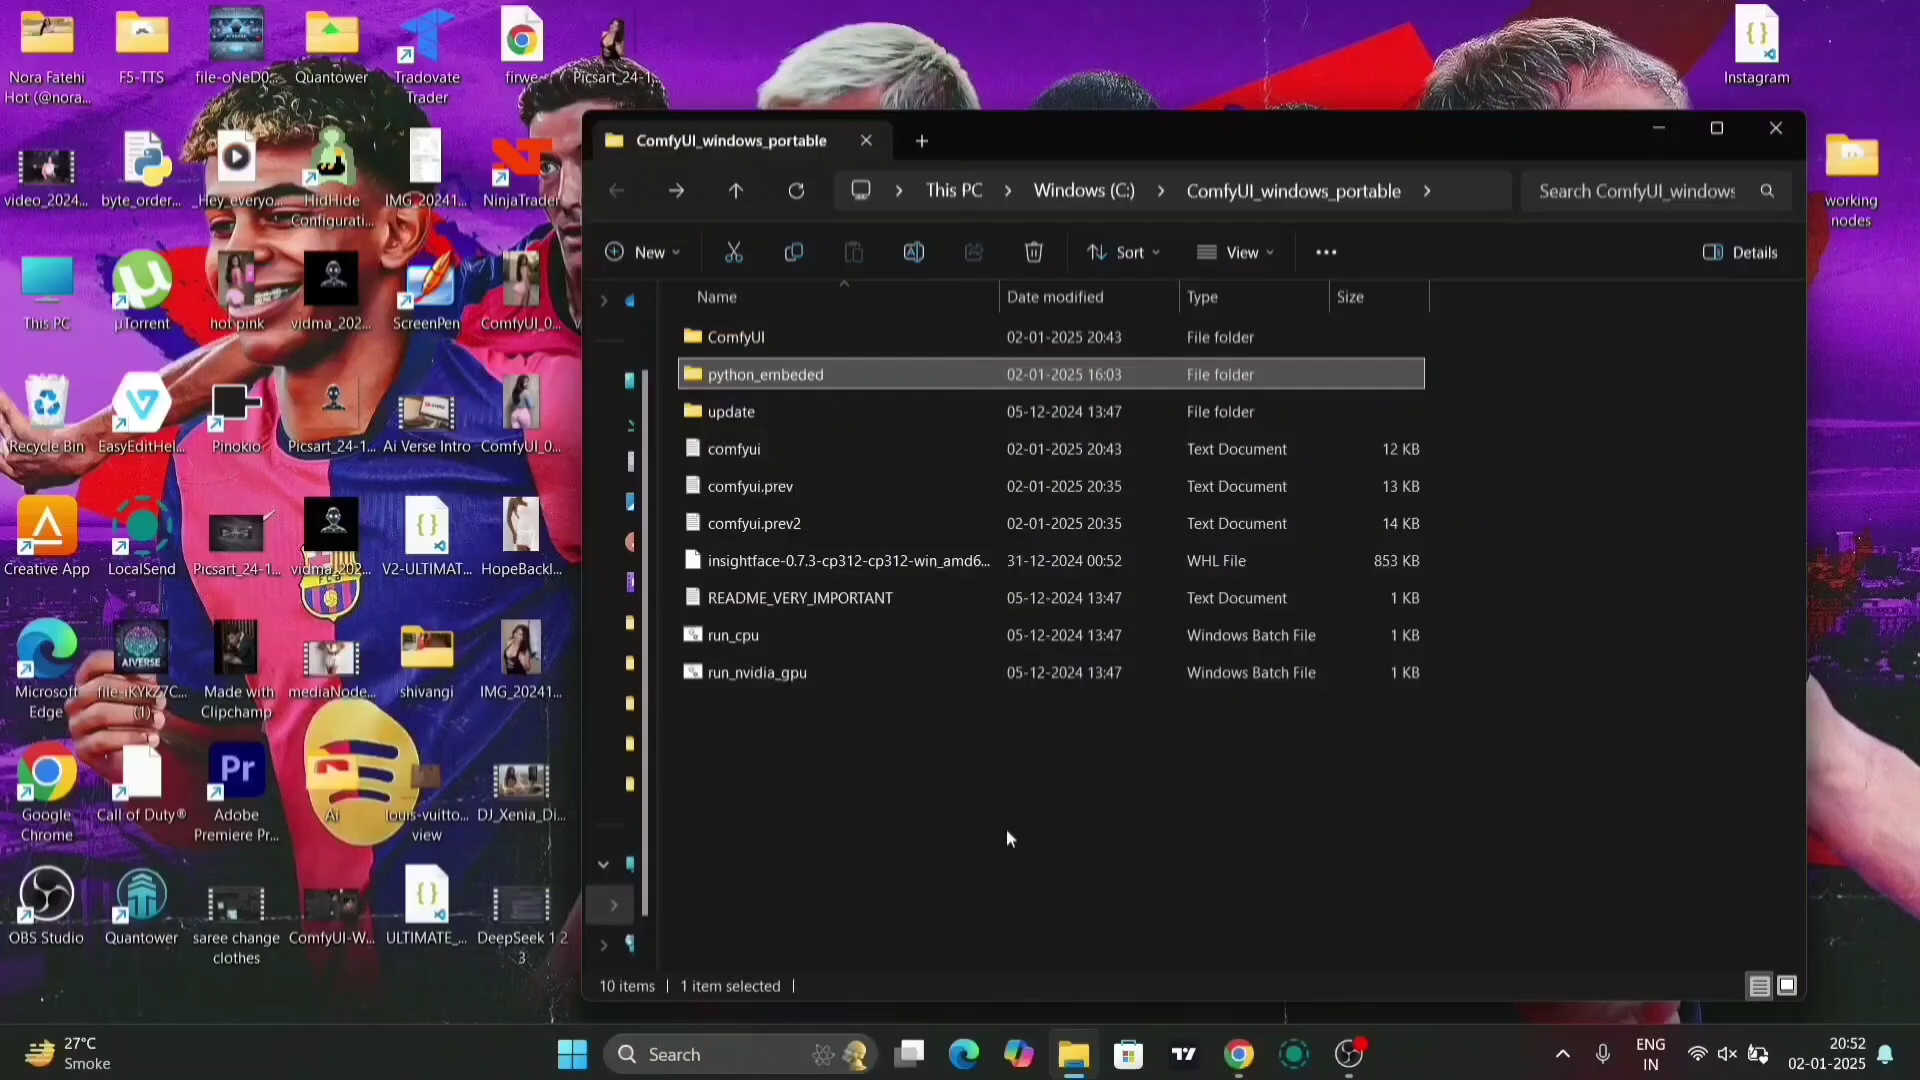 Nora Fatehi
Hot (@nora...
F5-TTS
file-oNeD0...
Quantower
Tradovate
Trader
firwe
Picsart_24-1...
Instagram
video_2024...
byte_order...
_Hey_everyo...
HidHide
Configurati...
IMG_20241...
NinjaTrader
working
nodes
This PC
µTorrent
hot pink
vidma_202...
ScreenPen
ComfyUI_0...
Recycle Bin
EasyEditHel...
Pinokio
Picsart_24-1...
Ai Verse Intro
ComfyUI_0...
Creative App
LocalSend
Picsart_24-1...
vidma_202...
V2-ULTIMAT...
HopeBackl...
FCB
Microsoft
Edge
AIVERSE
file-iKYkZ7C...
(1)
Made with
Clipchamp
mediaNode...
shivangi
IMG_20241...
Google
Chrome
Call of Duty®
Pr
Adobe
Premiere Pr...
Ai
louis-vuitto...
view
DJ_Xenia_Di...
OBS Studio
Quantower
saree change
clothes
ComfyUI-W...
ULTIMATE_...
DeepSeek 1 2
3
ComfyUI_windows_portable
This PC
Windows (C:)
ComfyUI_windows_portable
Search ComfyUI_windows
New
Sort
View
Details
Name Date modified Type Size
ComfyUI 02-01-2025 20:43 File folder
python_embeded 02-01-2025 16:03 File folder
update 05-12-2024 13:47 File folder
comfyui 02-01-2025 20:43 Text Document 12 KB
comfyui.prev 02-01-2025 20:35 Text Document 13 KB
comfyui.prev2 02-01-2025 20:35 Text Document 14 KB
insightface-0.7.3-cp312-cp312-win_amd6... 31-12-2024 00:52 WHL File 853 KB
README_VERY_IMPORTANT 05-12-2024 13:47 Text Document 1 KB
run_cpu 05-12-2024 13:47 Windows Batch File 1 KB
run_nvidia_gpu 05-12-2024 13:47 Windows Batch File 1 KB
10 items
1 item selected
27°C
Smoke
Search
ENG
IN
20:52
02-01-2025